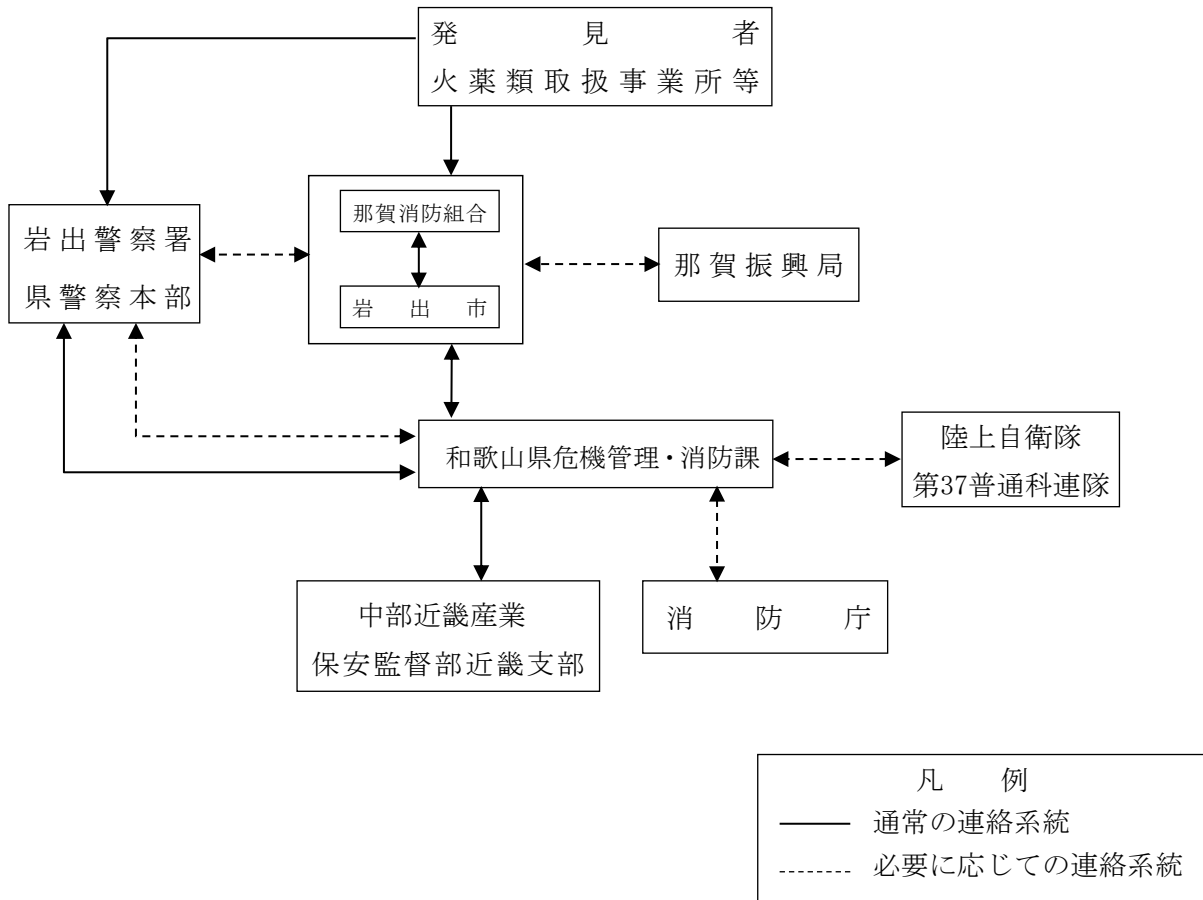 発見者
火薬類取扱事業所等
那賀消防組合
岩出市
岩出警察署
県警察本部
那賀振興局
和歌山県危機管理・消防課
陸上自衛隊
第37普通科連隊
中部近畿産業
保安監督部近畿支部
消防庁
凡例
通常の連絡系統
必要に応じての連絡系統